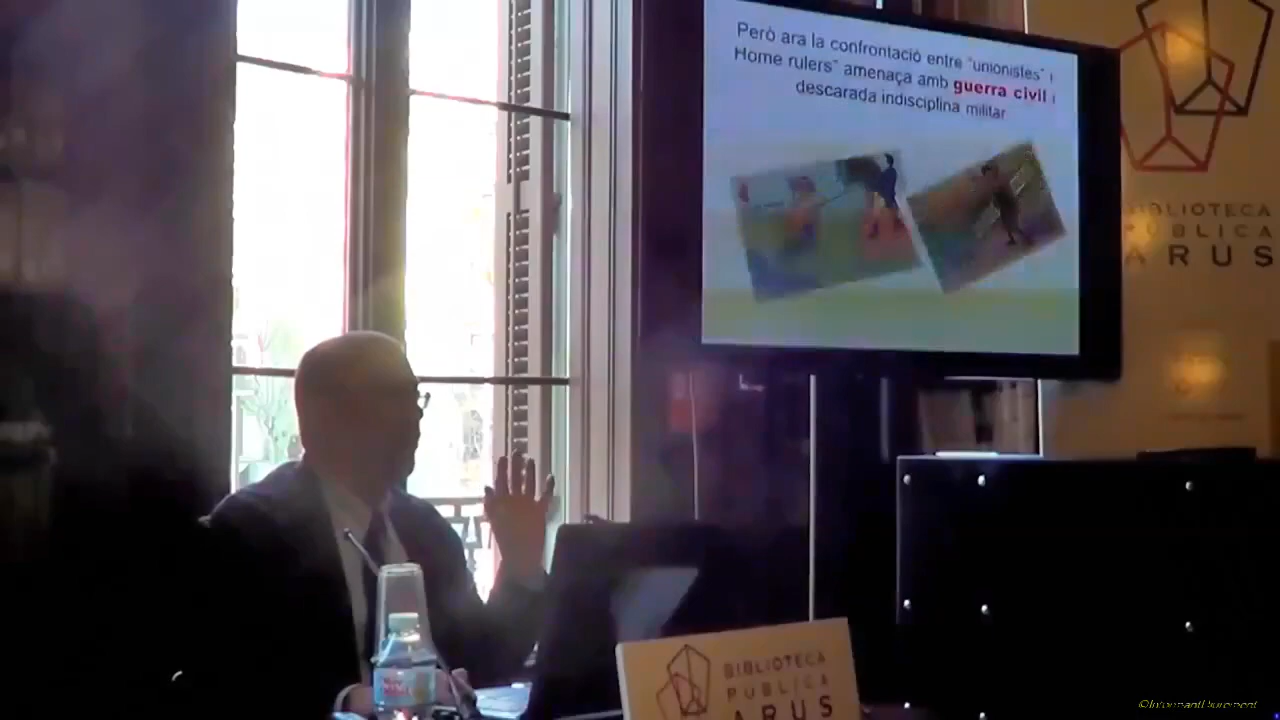 Però ara la confrontació entre "unionistes" i
Home rulers" amenaça amb guerra civil i
descarada indisciplina militar
BIBLIOTECA
PÚBLICA
ARUS
BIBLIOTECA
PÚBLICA
ARUS